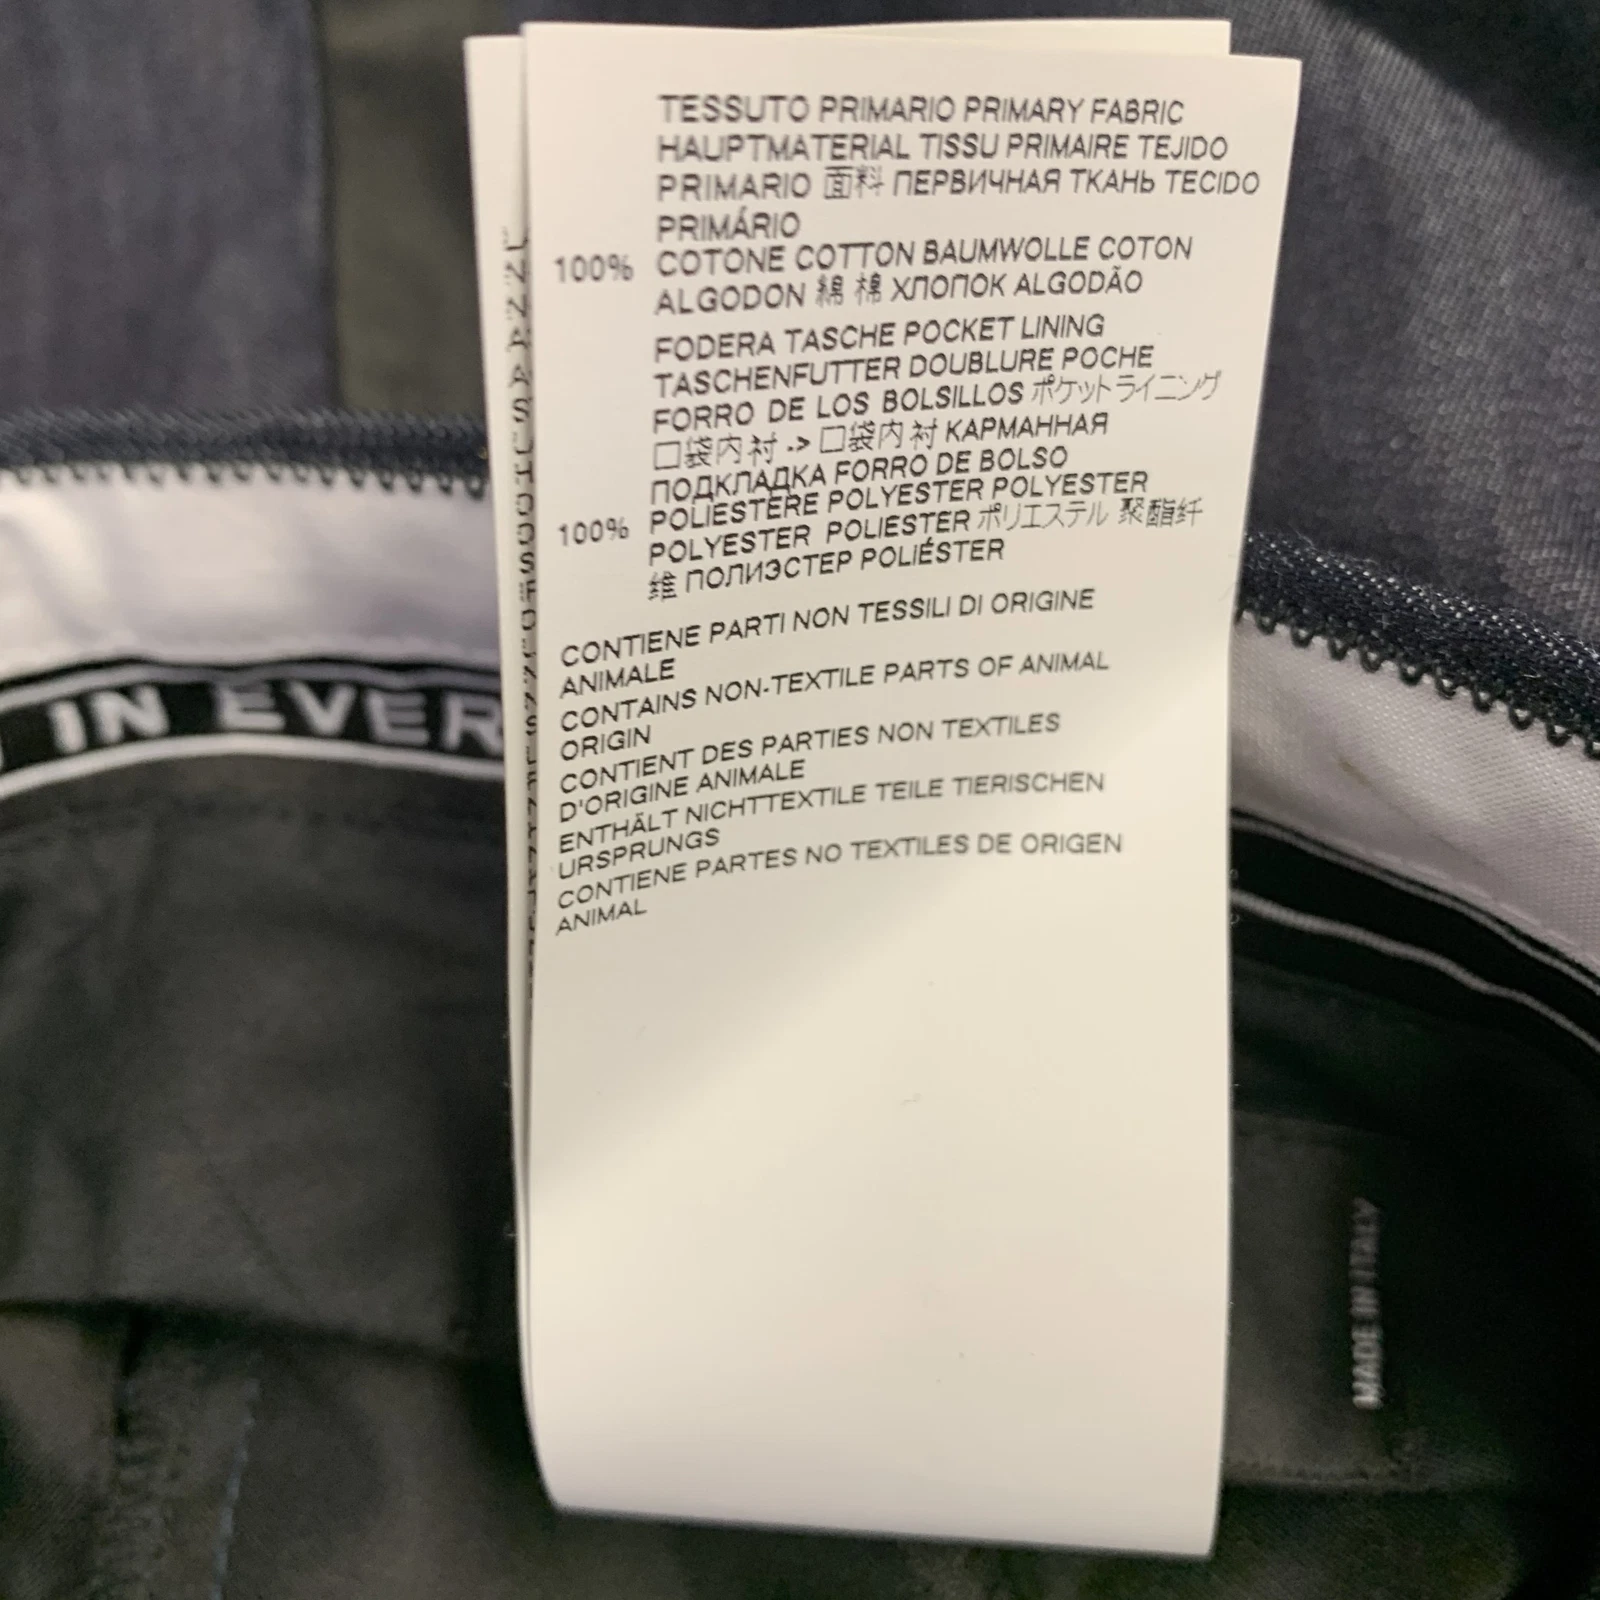 TESSUTO PRIMARIO PRIMARY FABRIC
HAUPTMATERIAL TISSU PRIMAIRE TEJIDO
PRIMARIO 面料 ПЕРВИЧНАЯ ТКАНЬ TECIDO
PRIMÁRIO
100% COTONE COTTON BAUMWOLLE COTON
ALGODON 綿 棉 ХЛОПОК ALGODÃO
FODERA TASCHE POCKET LINING
TASCHENFUTTER DOUBLURE POCHE
FORRO DE LOS BOLSILLOS ポケットライニング
口袋内衬 -> 口袋内衬 КАРМАННАЯ
ПОДКЛАДКА FORRO DE BOLSO
100% POLIESTERE POLYESTER POLYESTER
POLYESTER POLIESTER ポリエステル 聚酯纤
维 ПОЛИЭСТЕР POLIÉSTER
CONTIENE PARTI NON TESSILI DI ORIGINE
ANIMALE
CONTAINS NON-TEXTILE PARTS OF ANIMAL
ORIGIN
CONTIENT DES PARTIES NON TEXTILES
D'ORIGINE ANIMALE
ENTHÄLT NICHTTEXTILE TEILE TIERISCHEN
URSPRUNGS
CONTIENE PARTES NO TEXTILES DE ORIGEN
ANIMAL
IN EVER
MADE IN ITALY